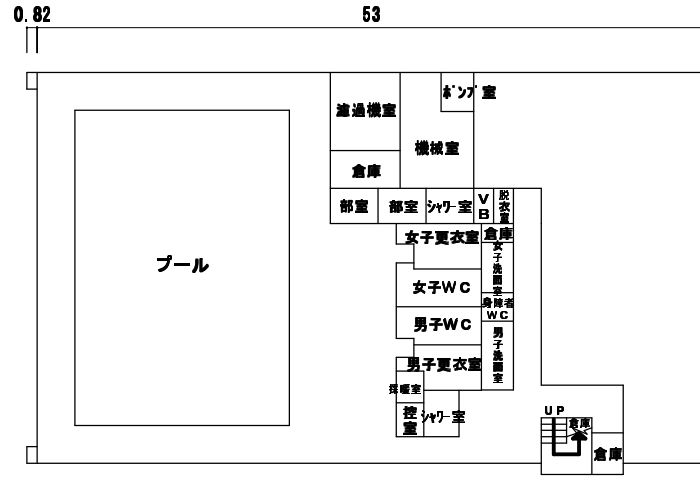 0.82
53
濾過機室
ポンプ室
機械室
倉庫
部室
部室
シャワー室
VB
脱衣室
女子更衣室
倉庫
女子洗面室
プール
女子WC
身障者
WC
男子WC
男子洗面室
男子更衣室
採暖室
控室
シャワー室
UP
倉庫
倉庫